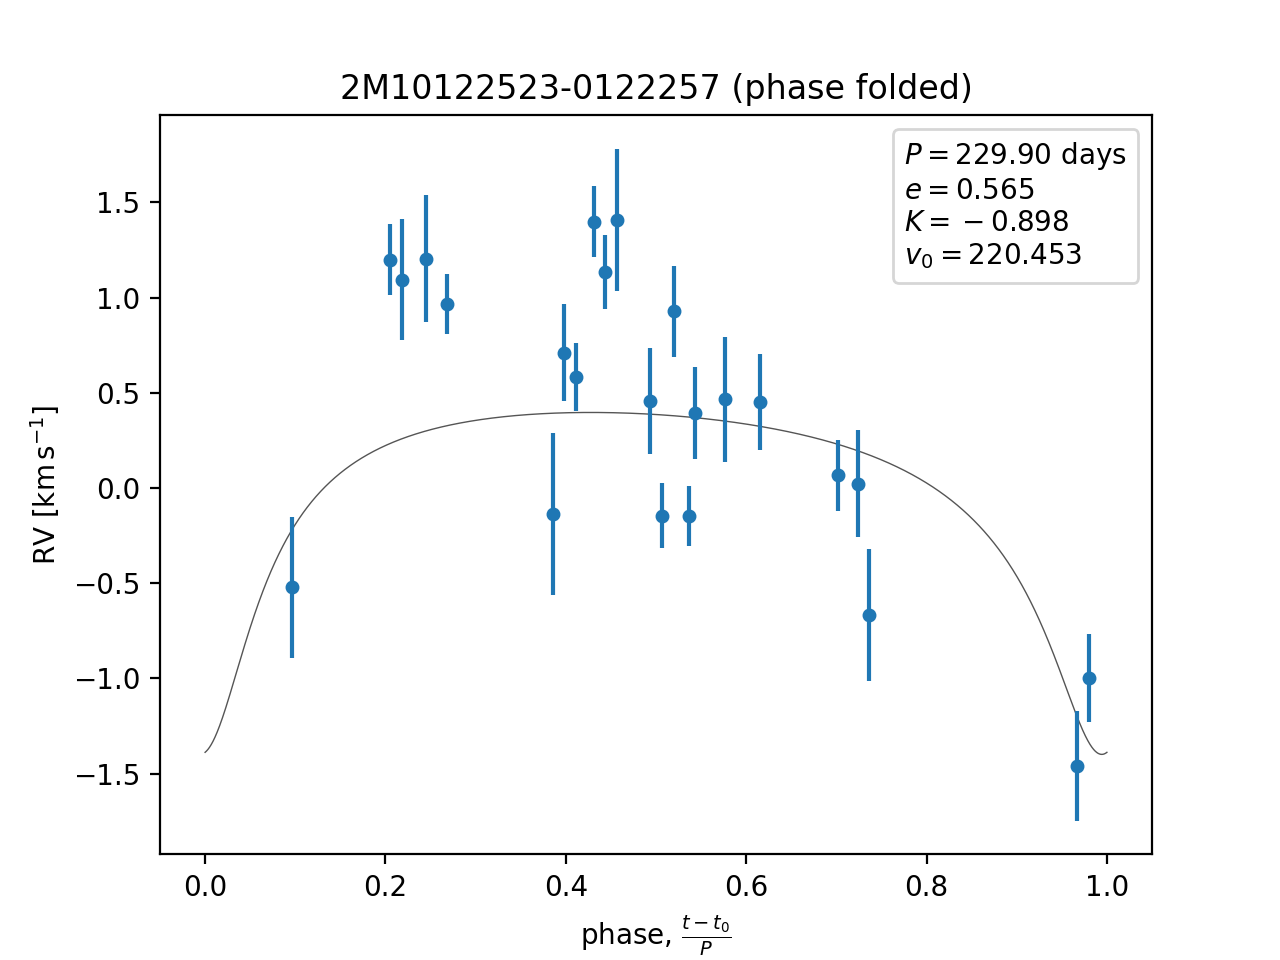 2M10122523-0122257 (phase folded)
P = 229.90 days
e = 0.565
K = −0.898
v₀ = 220.453
1.5
1.0
0.5
0.0
−0.5
−1.0
−1.5
RV [km s⁻¹]
0.0 0.2 0.4 0.6 0.8 1.0
phase, (t − t₀)/P